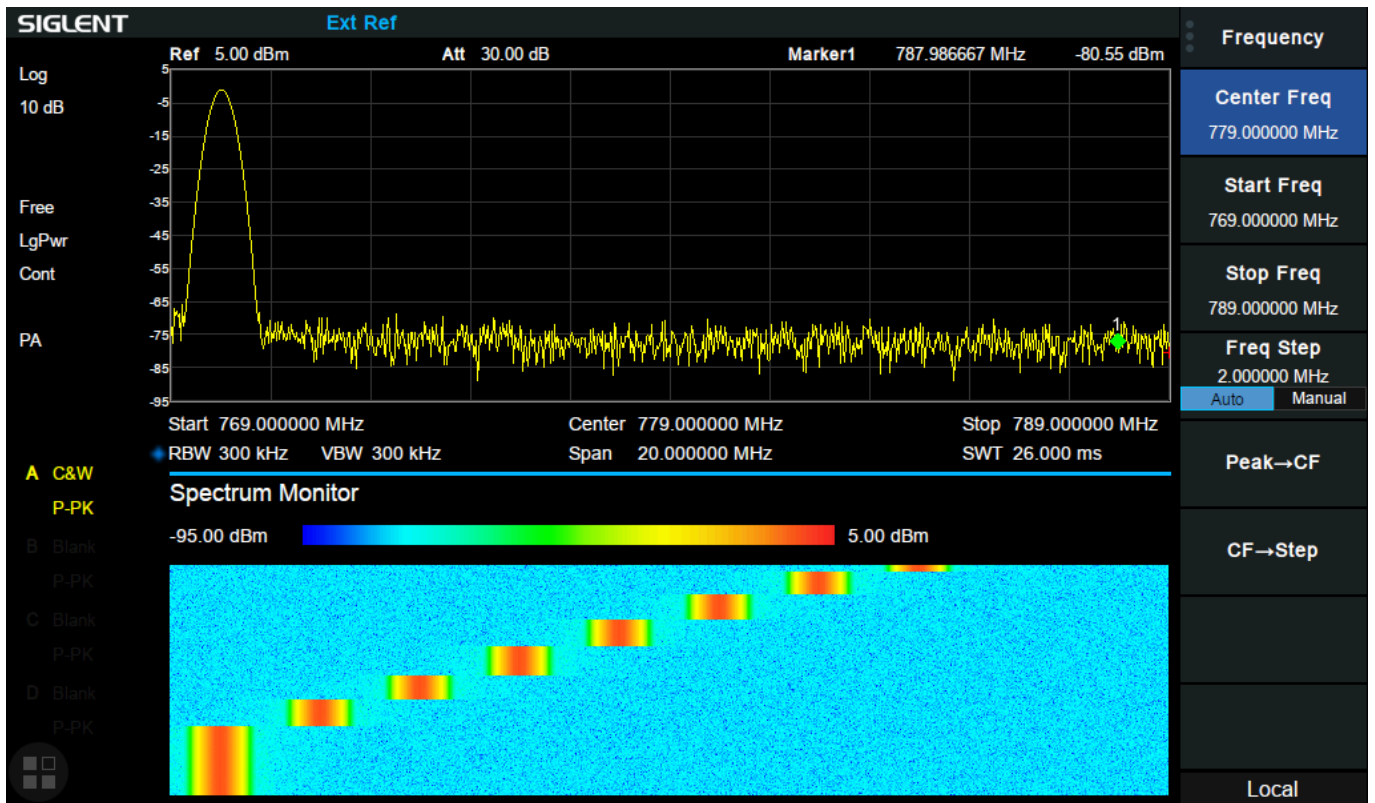 SIGLENT Ext Ref
Ref 5.00 dBm Att 30.00 dB Marker1 787.986667 MHz -80.55 dBm
Log
10 dB
Free
LgPwr
Cont
PA
5
-5
-15
-25
-35
-45
-55
-65
-75
-85
-95
1
Start 769.000000 MHz Center 779.000000 MHz Stop 789.000000 MHz
RBW 300 kHz VBW 300 kHz Span 20.000000 MHz SWT 26.000 ms
A C&W
P-PK
B Blank
P-PK
C Blank
P-PK
D Blank
P-PK
Spectrum Monitor
-95.00 dBm 5.00 dBm
Frequency
Center Freq
779.000000 MHz
Start Freq
769.000000 MHz
Stop Freq
789.000000 MHz
Freq Step
2.000000 MHz
Auto Manual
Peak→CF
CF→Step
Local